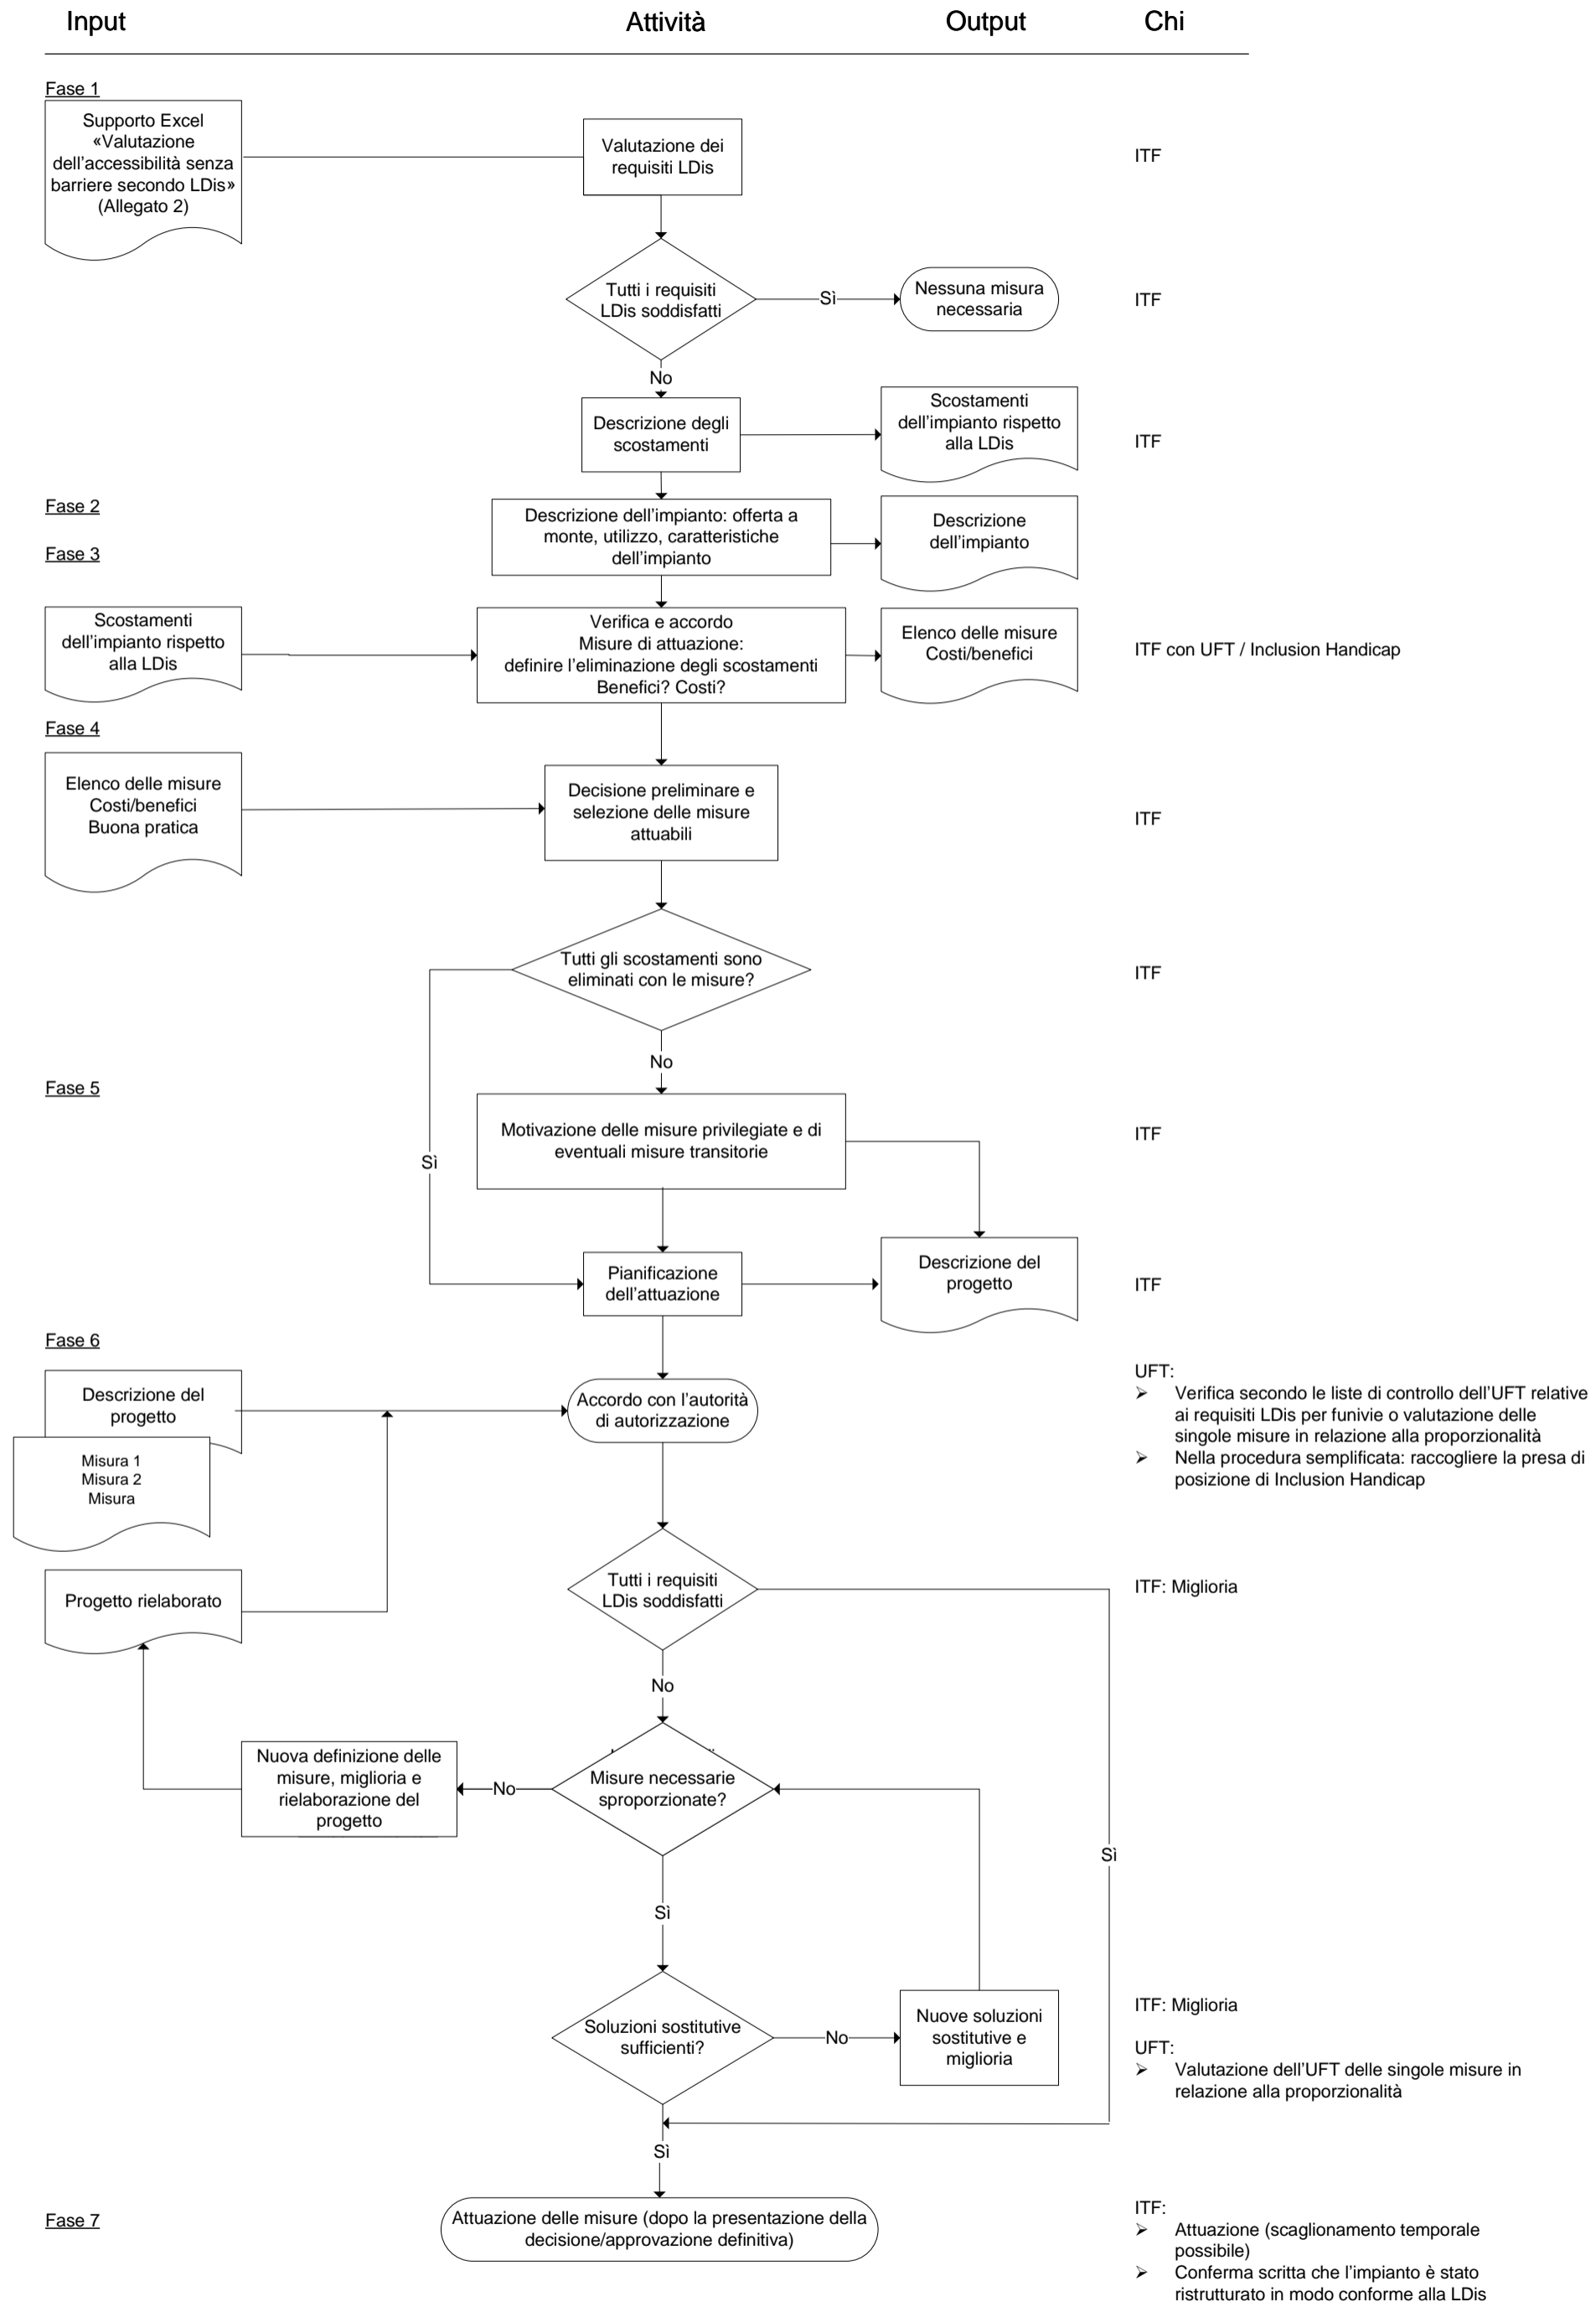 Input
Attività
Output
Chi
Fase 1
Supporto Excel
«Valutazione
dell'accessibilità senza
barriere secondo LDis»
(Allegato 2)
Valutazione dei
requisiti LDis
ITF
Tutti i requisiti
LDis soddisfatti
Sì
Nessuna misura
necessaria
ITF
No
Descrizione degli
scostamenti
Scostamenti
dell'impianto rispetto
alla LDis
ITF
Fase 2
Fase 3
Descrizione dell'impianto: offerta a
monte, utilizzo, caratteristiche
dell'impianto
Descrizione
dell'impianto
Scostamenti
dell'impianto rispetto
alla LDis
Verifica e accordo
Misure di attuazione:
definire l'eliminazione degli scostamenti
Benefici? Costi?
Elenco delle misure
Costi/benefici
ITF con UFT / Inclusion Handicap
Fase 4
Elenco delle misure
Costi/benefici
Buona pratica
Decisione preliminare e
selezione delle misure
attuabili
ITF
Tutti gli scostamenti sono
eliminati con le misure?
ITF
No
Fase 5
Motivazione delle misure privilegiate e di
eventuali misure transitorie
ITF
Sì
Pianificazione
dell'attuazione
Descrizione del
progetto
ITF
Fase 6
Descrizione del
progetto
Misura 1
Misura 2
Misura
Accordo con l'autorità
di autorizzazione
UFT:
➢ Verifica secondo le liste di controllo dell'UFT relative
ai requisiti LDis per funivie o valutazione delle
singole misure in relazione alla proporzionalità
➢ Nella procedura semplificata: raccogliere la presa di
posizione di Inclusion Handicap
Progetto rielaborato
Tutti i requisiti
LDis soddisfatti
ITF: Miglioria
No
Nuova definizione delle
misure, miglioria e
rielaborazione del
progetto
No
Misure necessarie
sproporzionate?
Sì
Sì
Soluzioni sostitutive
sufficienti?
No
Nuove soluzioni
sostitutive e
miglioria
ITF: Miglioria
UFT:
➢ Valutazione dell'UFT delle singole misure in
relazione alla proporzionalità
Sì
Fase 7
Attuazione delle misure (dopo la presentazione della
decisione/approvazione definitiva)
ITF:
➢ Attuazione (scaglionamento temporale
possibile)
➢ Conferma scritta che l'impianto è stato
ristrutturato in modo conforme alla LDis